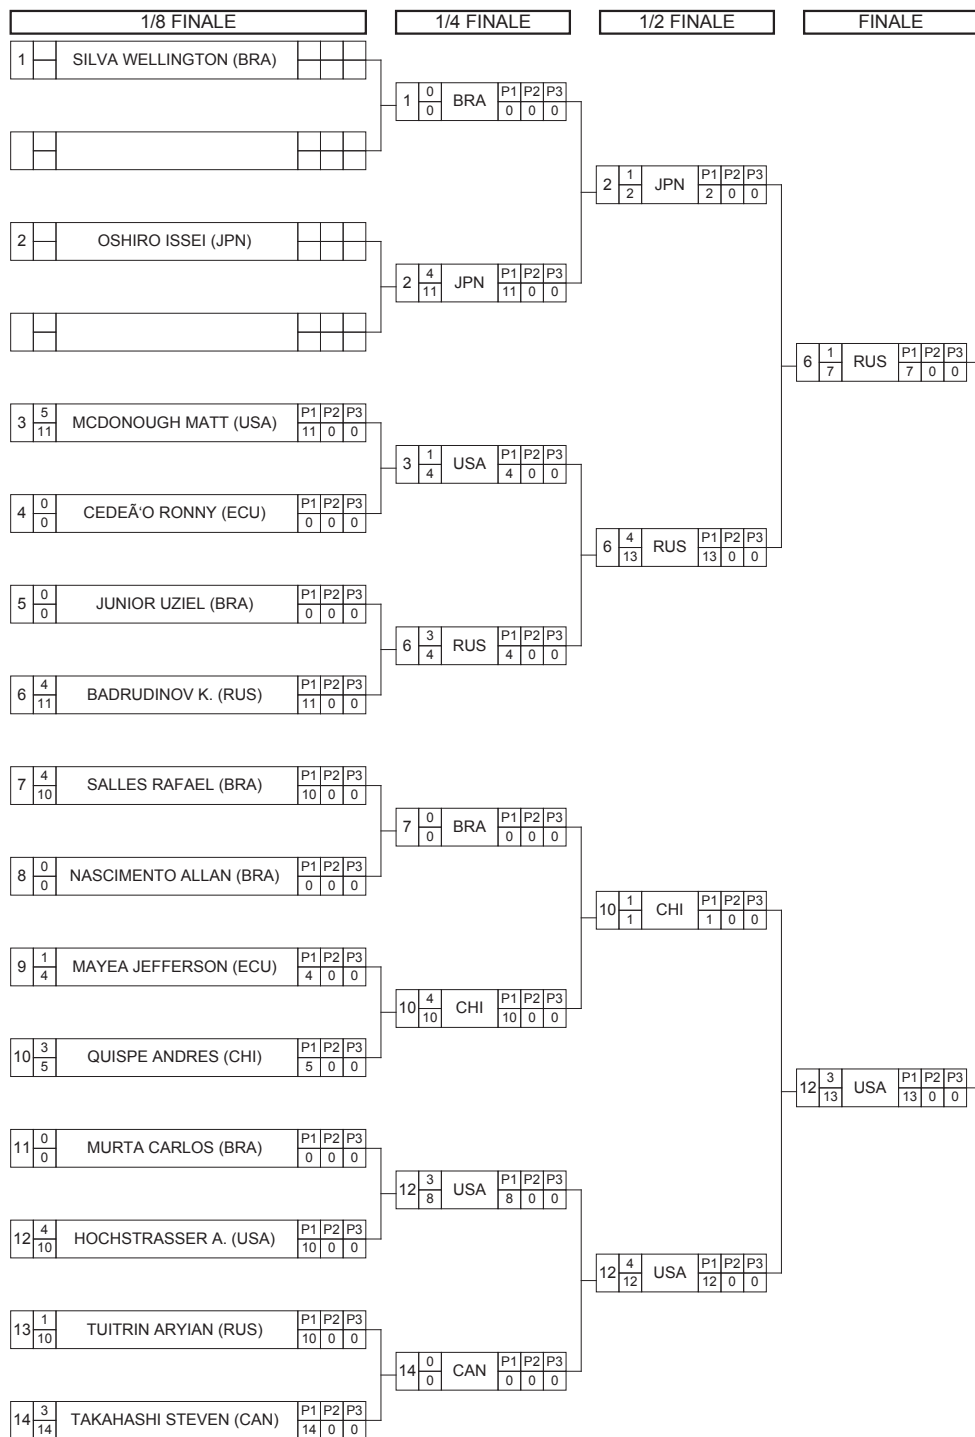 1/8 FINALE 1/4 FINALE 1/2 FINALE FINALE
1 SILVA WELLINGTON (BRA)
1 0 BRA P1 P2 P3
0 0 0 0
2 1 JPN P1 P2 P3
2 2 0 0
2 OSHIRO ISSEI (JPN)
2 4 JPN P1 P2 P3
11 11 0 0
6 1 RUS P1 P2 P3
7 7 0 0
3 5 MCDONOUGH MATT (USA) P1 P2 P3
11 11 0 0
3 1 USA P1 P2 P3
4 4 0 0
4 0 CEDEÃ'O RONNY (ECU) P1 P2 P3
0 0 0 0
6 4 RUS P1 P2 P3
13 13 0 0
5 0 JUNIOR UZIEL (BRA) P1 P2 P3
0 0 0 0
6 3 RUS P1 P2 P3
4 4 0 0
6 4 BADRUDINOV K. (RUS) P1 P2 P3
11 11 0 0
7 4 SALLES RAFAEL (BRA) P1 P2 P3
10 10 0 0
7 0 BRA P1 P2 P3
0 0 0 0
8 0 NASCIMENTO ALLAN (BRA) P1 P2 P3
0 0 0 0
10 1 CHI P1 P2 P3
1 1 0 0
9 1 MAYEA JEFFERSON (ECU) P1 P2 P3
4 4 0 0
10 4 CHI P1 P2 P3
10 10 0 0
10 3 QUISPE ANDRES (CHI) P1 P2 P3
5 5 0 0
12 3 USA P1 P2 P3
13 13 0 0
11 0 MURTA CARLOS (BRA) P1 P2 P3
0 0 0 0
12 3 USA P1 P2 P3
8 8 0 0
12 4 HOCHSTRASSER A. (USA) P1 P2 P3
10 10 0 0
12 4 USA P1 P2 P3
12 12 0 0
13 1 TUITRIN ARYIAN (RUS) P1 P2 P3
10 10 0 0
14 0 CAN P1 P2 P3
0 0 0 0
14 3 TAKAHASHI STEVEN (CAN) P1 P2 P3
14 14 0 0